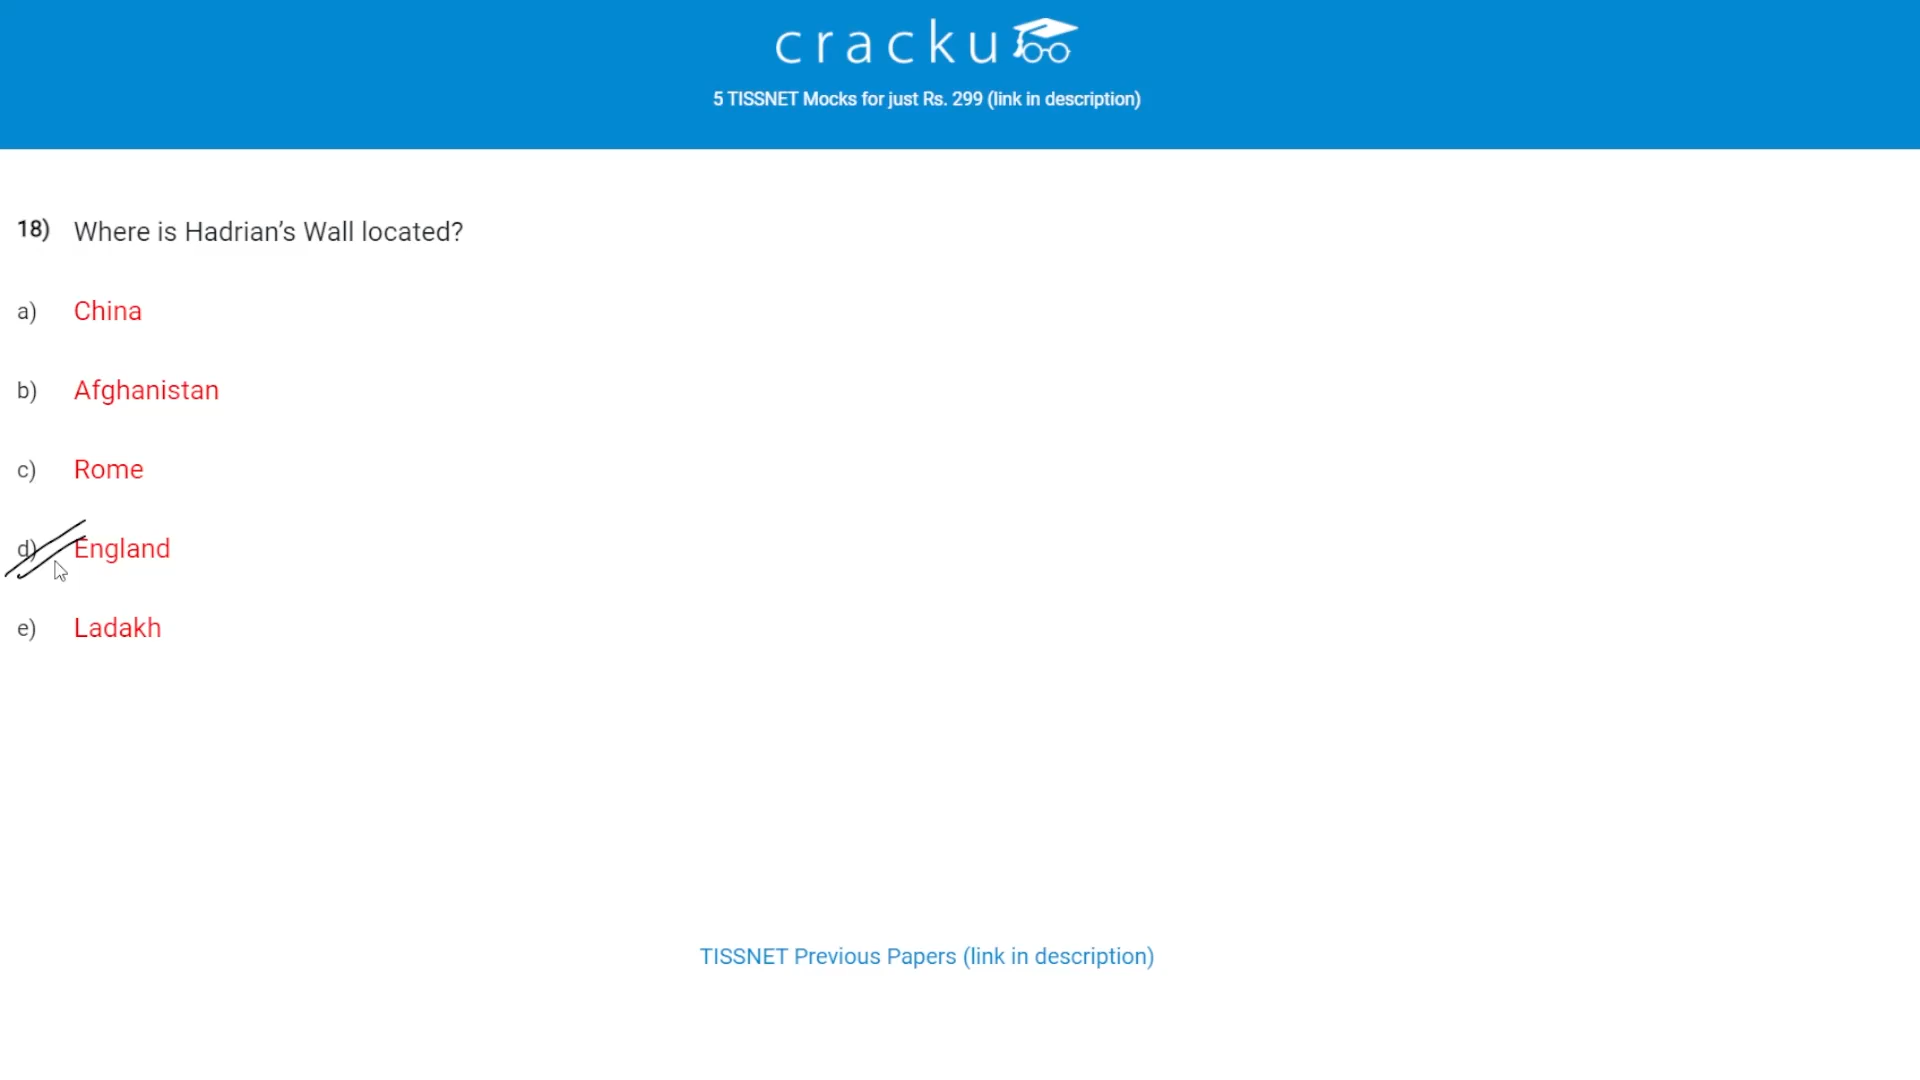 cracku
5 TISSNET Mocks for just Rs. 299 (link in description)
18) Where is Hadrian's Wall located?
a) China
b) Afghanistan
c) Rome
d) England
e) Ladakh
TISSNET Previous Papers (link in description)